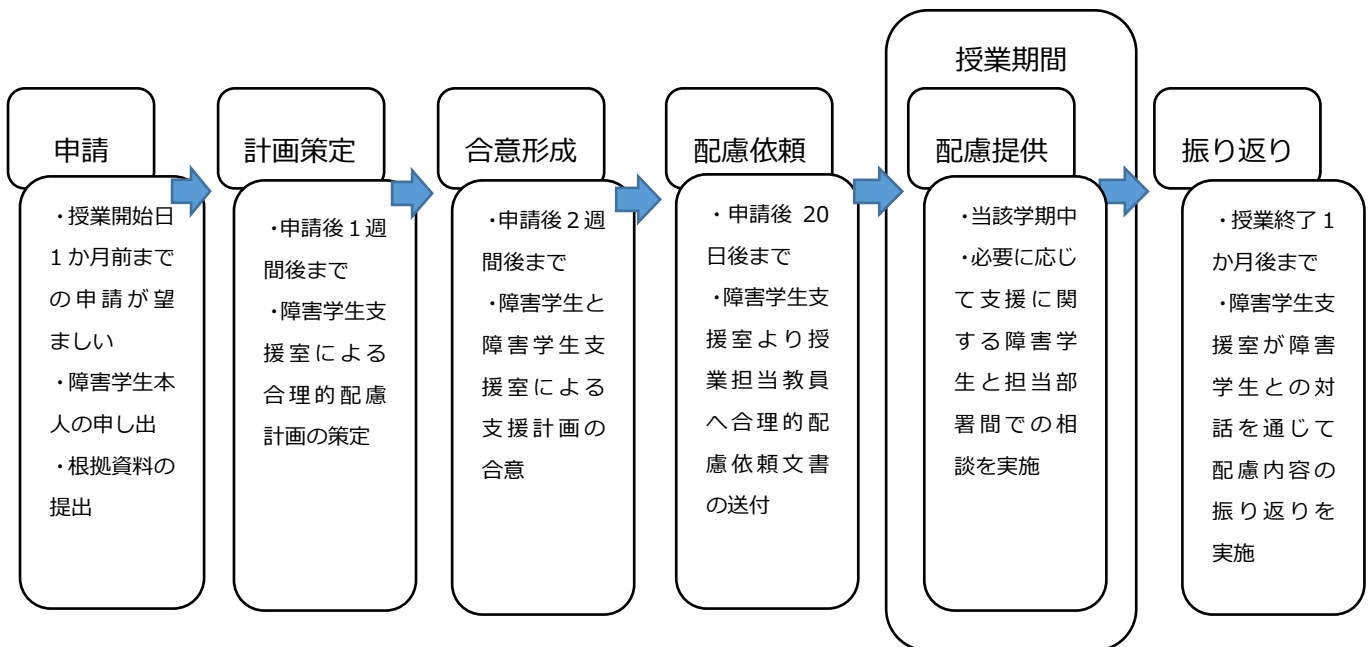 授業期間
申請
・授業開始日
1か月前まで
の申請が望
ましい
・障害学生本
人の申し出
・根拠資料の
提出
計画策定
・申請後1週
間後まで
・障害学生支
援室による
合理的配慮
計画の策定
合意形成
・申請後2週
間後まで
・障害学生と
障害学生支
援室による
支援計画の
合意
配慮依頼
・申請後 20
日後まで
・障害学生支
援室より授
業担当教員
へ合理的配
慮依頼文書
の送付
配慮提供
・当該学期中
・必要に応じ
て支援に関
する障害学
生と担当部
署間での相
談を実施
振り返り
・授業終了1
か月後まで
・障害学生支
援室が障害
学生との対
話を通じて
配慮内容の
振り返りを
実施